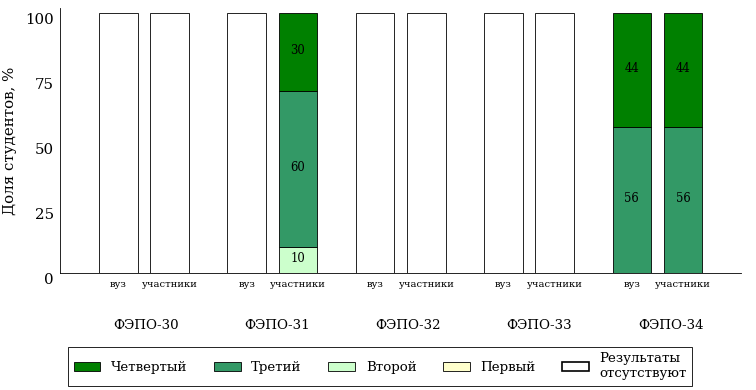 Доля студентов, %
100
75
50
25
0
30
60
10
44
44
56
56
вуз участники вуз участники вуз участники вуз участники вуз участники
ФЭПО-30 ФЭПО-31 ФЭПО-32 ФЭПО-33 ФЭПО-34
Четвертый Третий Второй Первый Результаты
отсутствуют